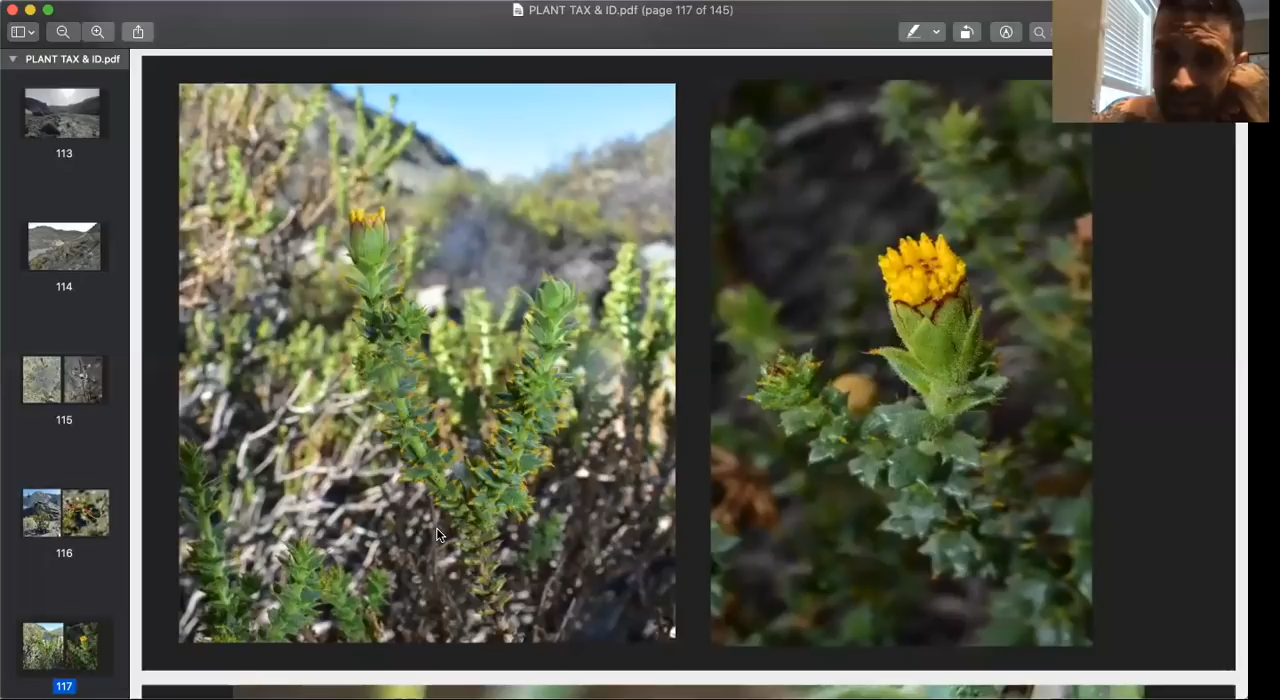 PLANT TAX & ID.pdf (page 117 of 145)
PLANT TAX & ID.pdf
113
114
115
116
117